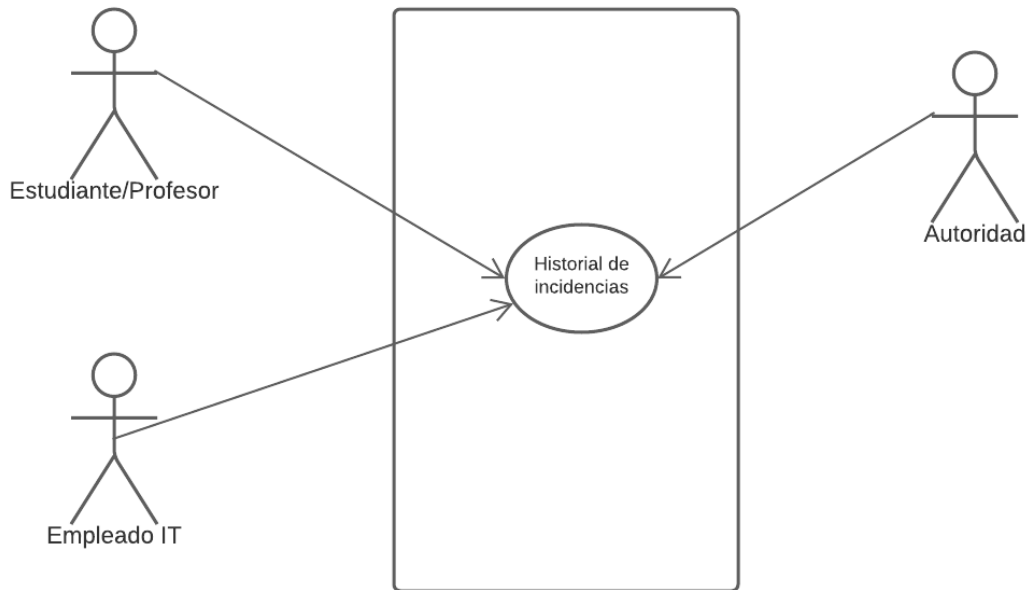 Estudiante/Profesor
Autoridad
Historial de
incidencias
Empleado IT